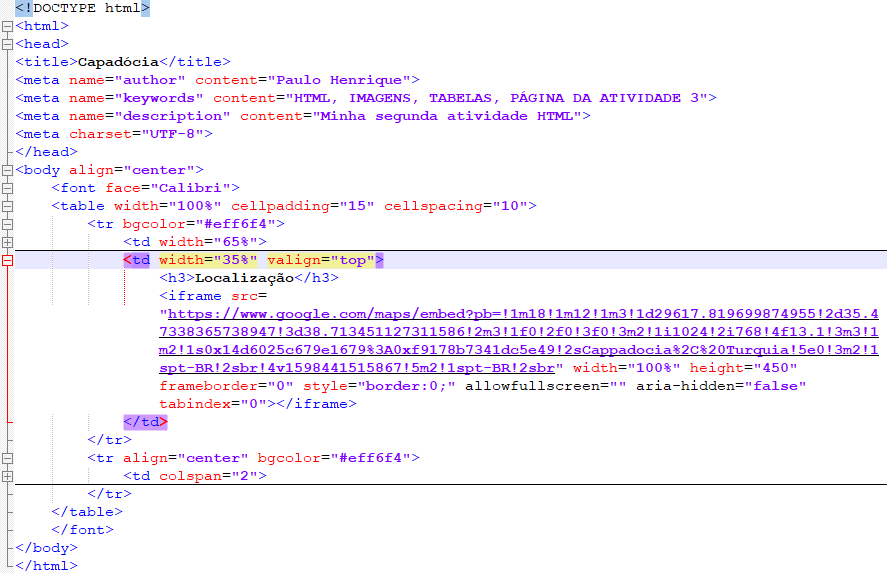 <!DOCTYPE html>
<html>
<head>
<title>Capadócia</title>
<meta name="author" content="Paulo Henrique">
<meta name="keywords" content="HTML, IMAGENS, TABELAS, PÁGINA DA ATIVIDADE 3">
<meta name="description" content="Minha segunda atividade HTML">
<meta charset="UTF-8">
</head>
<body align="center">
<font face="Calibri">
<table width="100%" cellpadding="15" cellspacing="10">
<tr bgcolor="#eff6f4">
<td width="65%">
<td width="35%" valign="top">
<h3>Localização</h3>
<iframe src=
"https://www.google.com/maps/embed?pb=!1m18!1m12!1m3!1d29617.819699874955!2d35.4
7338365738947!3d38.713451127311586!2m3!1f0!2f0!3f0!3m2!1i1024!2i768!4f13.1!3m3!1
m2!1s0x14d6025c679e1679%3A0xf9178b7341dc5e49!2sCappadocia%2C%20Turquia!5e0!3m2!1
spt-BR!2sbr!4v1598441515867!5m2!1spt-BR!2sbr" width="100%" height="450"
frameborder="0" style="border:0;" allowfullscreen="" aria-hidden="false"
tabindex="0"></iframe>
</td>
</tr>
<tr align="center" bgcolor="#eff6f4">
<td colspan="2">
</tr>
</table>
</font>
</body>
</html>